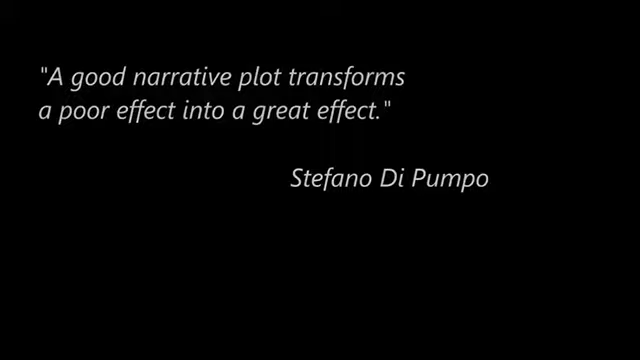 "A good narrative plot transforms
a poor effect into a great effect."
Stefano Di Pumpo